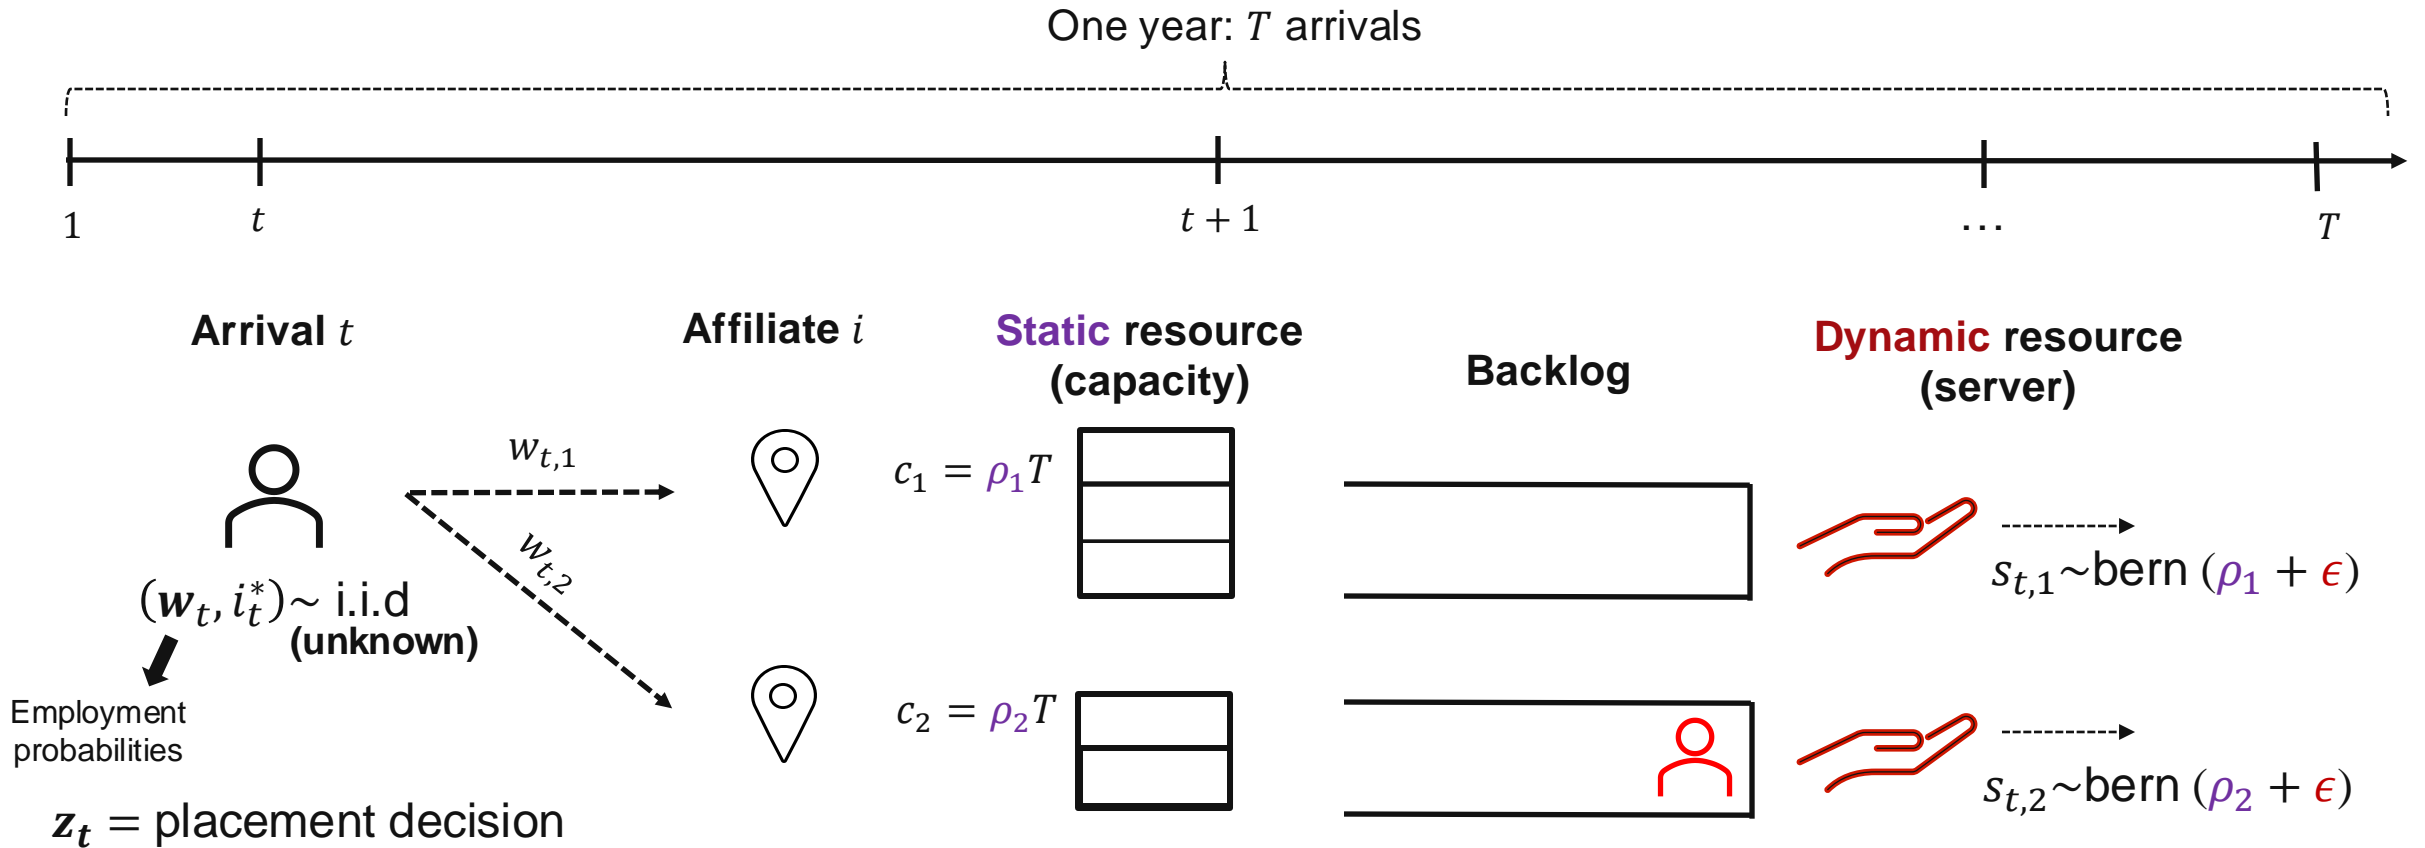 One year: T arrivals
1
t
t + 1
...
T
Arrival t
Affiliate i
Static resource
(capacity)
Backlog
Dynamic resource
(server)
w_{t,1}
w_{t,2}
c_1 = ρ_1T
c_2 = ρ_2T
(w_t, i_t^*)~ i.i.d
(unknown)
Employment
probabilities
z_t = placement decision
s_{t,1}~bern (ρ_1 + ϵ)
s_{t,2}~bern (ρ_2 + ϵ)